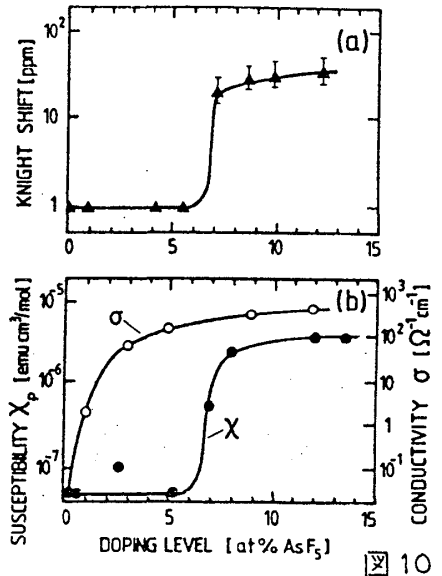 (a)
KNIGHT SHIFT [ppm]
10²
10
1
0 5 10 15
(b)
SUSCEPTIBILITY χp [emu cm³/mol]
10⁻⁵
10⁻⁶
10⁻⁷
σ
χ
10³
10²
10¹
1
10⁻¹
CONDUCTIVITY σ [Ω⁻¹cm⁻¹]
0 5 10 15
DOPING LEVEL [at% AsF₅]
図 10